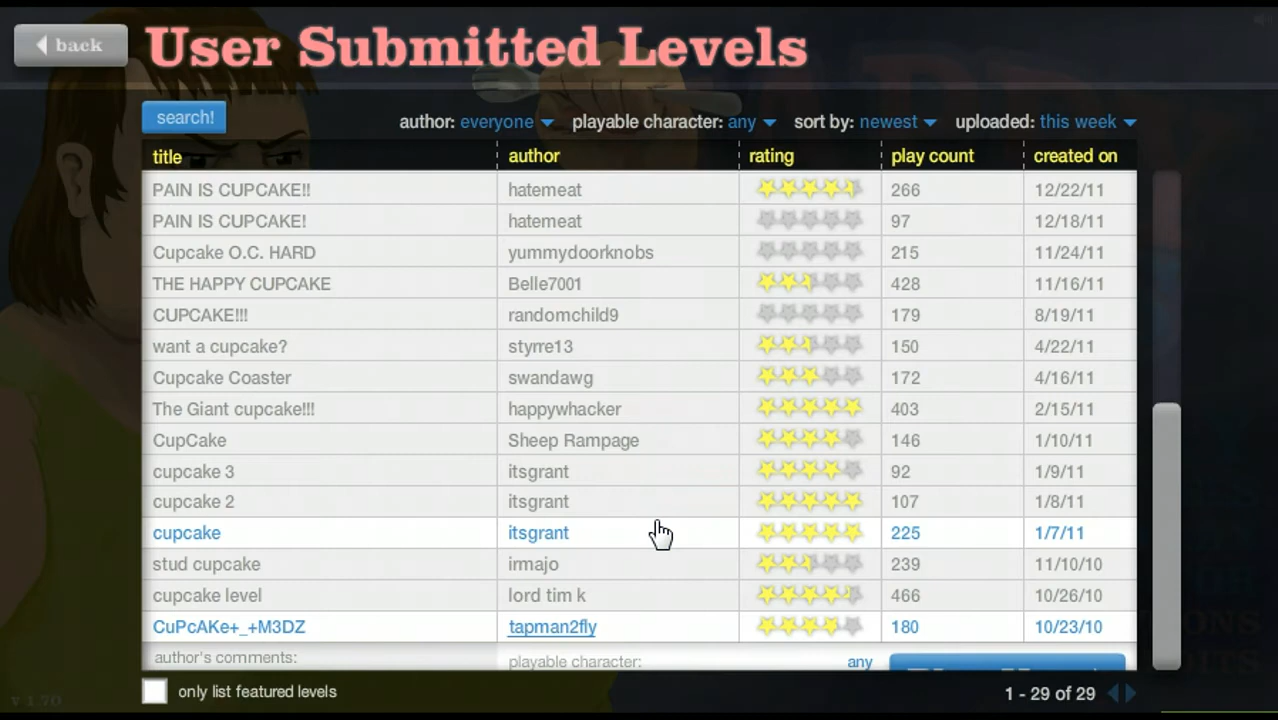 back
User Submitted Levels
search!
author: everyone playable character: any sort by: newest uploaded: this week
title author rating play count created on
PAIN IS CUPCAKE!! hatemeat 266 12/22/11
PAIN IS CUPCAKE! hatemeat 97 12/18/11
Cupcake O.C. HARD yummydoorknobs 215 11/24/11
THE HAPPY CUPCAKE Belle7001 428 11/16/11
CUPCAKE!!! randomchild9 179 8/19/11
want a cupcake? styrre13 150 4/22/11
Cupcake Coaster swandawg 172 4/16/11
The Giant cupcake!!! happywhacker 403 2/15/11
CupCake Sheep Rampage 146 1/10/11
cupcake 3 itsgrant 92 1/9/11
cupcake 2 itsgrant 107 1/8/11
cupcake itsgrant 225 1/7/11
stud cupcake irmajo 239 11/10/10
cupcake level lord tim k 466 10/26/10
CuPcAKe+_+M3DZ tapman2fly 180 10/23/10
author's comments: playable character: any
only list featured levels 1 - 29 of 29
v 1.70